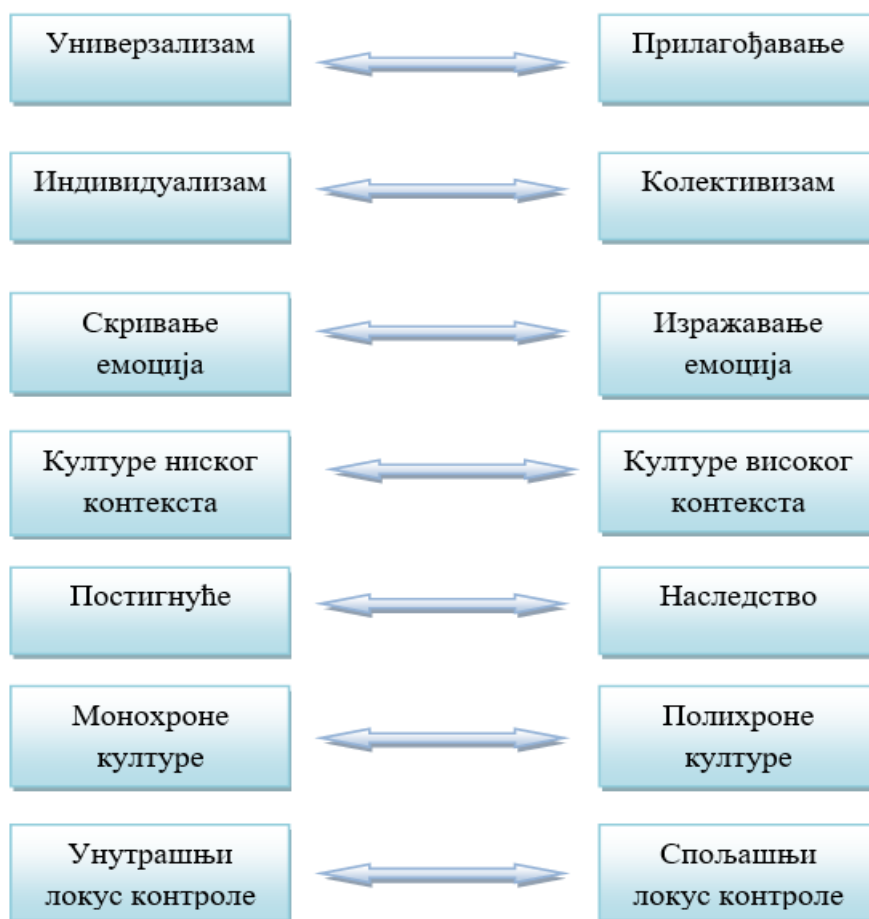 Универзализам
Прилагођавање
Индивидуализам
Колективизам
Скривање
емоција
Изражавање
емоција
Културе ниског
контекста
Културе високог
контекста
Постигнуће
Наследство
Монохроне
културе
Полихроне
културе
Унутрашњи
локус контроле
Спољашњи
локус контроле